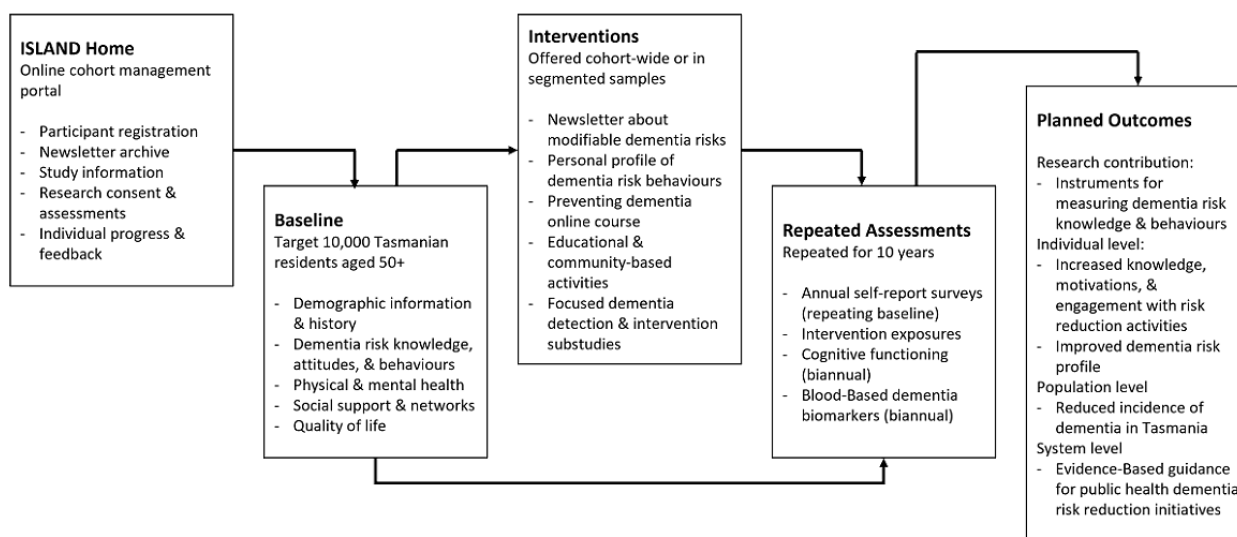 ISLAND Home
Online cohort management
portal
- Participant registration
- Newsletter archive
- Study information
- Research consent &
assessments
- Individual progress &
feedback
Baseline
Target 10,000 Tasmanian
residents aged 50+
- Demographic information
& history
- Dementia risk knowledge,
attitudes, & behaviours
- Physical & mental health
- Social support & networks
- Quality of life
Interventions
Offered cohort-wide or in
segmented samples
- Newsletter about
modifiable dementia risks
- Personal profile of
dementia risk behaviours
- Preventing dementia
online course
- Educational &
community-based
activities
- Focused dementia
detection & intervention
substudies
Repeated Assessments
Repeated for 10 years
- Annual self-report surveys
(repeating baseline)
- Intervention exposures
- Cognitive functioning
(biannual)
- Blood-Based dementia
biomarkers (biannual)
Planned Outcomes
Research contribution:
- Instruments for
measuring dementia risk
knowledge & behaviours
Individual level:
- Increased knowledge,
motivations, &
engagement with risk
reduction activities
- Improved dementia risk
profile
Population level
- Reduced incidence of
dementia in Tasmania
System level
- Evidence-Based guidance
for public health dementia
risk reduction initiatives